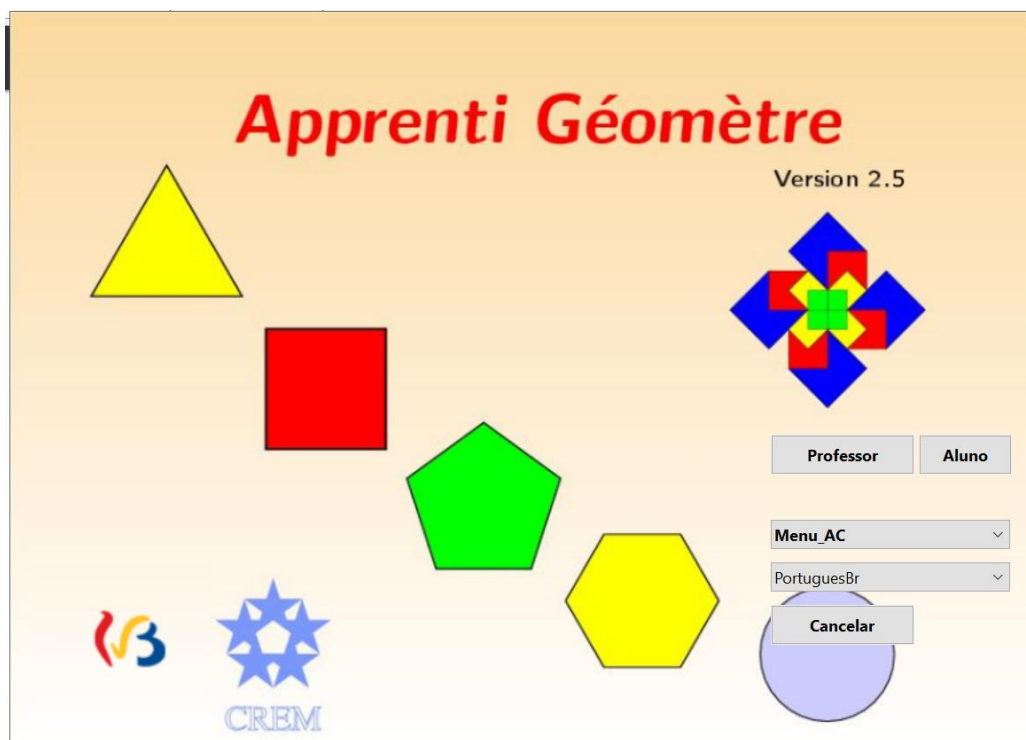 Apprenti Géomètre
Version 2.5
Professor
Aluno
Menu_AC
PortuguesBr
Cancelar
CREM